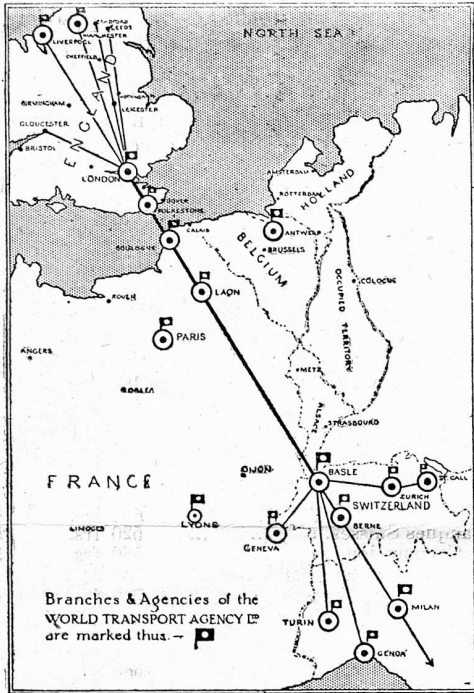 NORTH SEA
BRADFORD
LEEDS
MANCHESTER
LIVERPOOL
SHEFFIELD
ENGLAND
BIRMINGHAM
LEICESTER
GLOUCESTER
BRISTOL
LONDON
DOVER
FOLKESTONE
AMSTERDAM
ROTTERDAM
HOLLAND
CALAIS
BOULOGNE
ANTWERP
BRUSSELS
BELGIUM
OCCUPIED TERRITORY
COLOGNE
LAON
ROUEN
PARIS
ANGERS
METZ
ALSACE
STRASBOURG
BASLE
ST. GALL
ZURICH
SWITZERLAND
FRANCE
LYONS
BERNE
LIMOGES
GENEVA
TURIN
MILAN
GENOA
Branches & Agencies of the
WORLD TRANSPORT AGENCY LTD
are marked thus.–